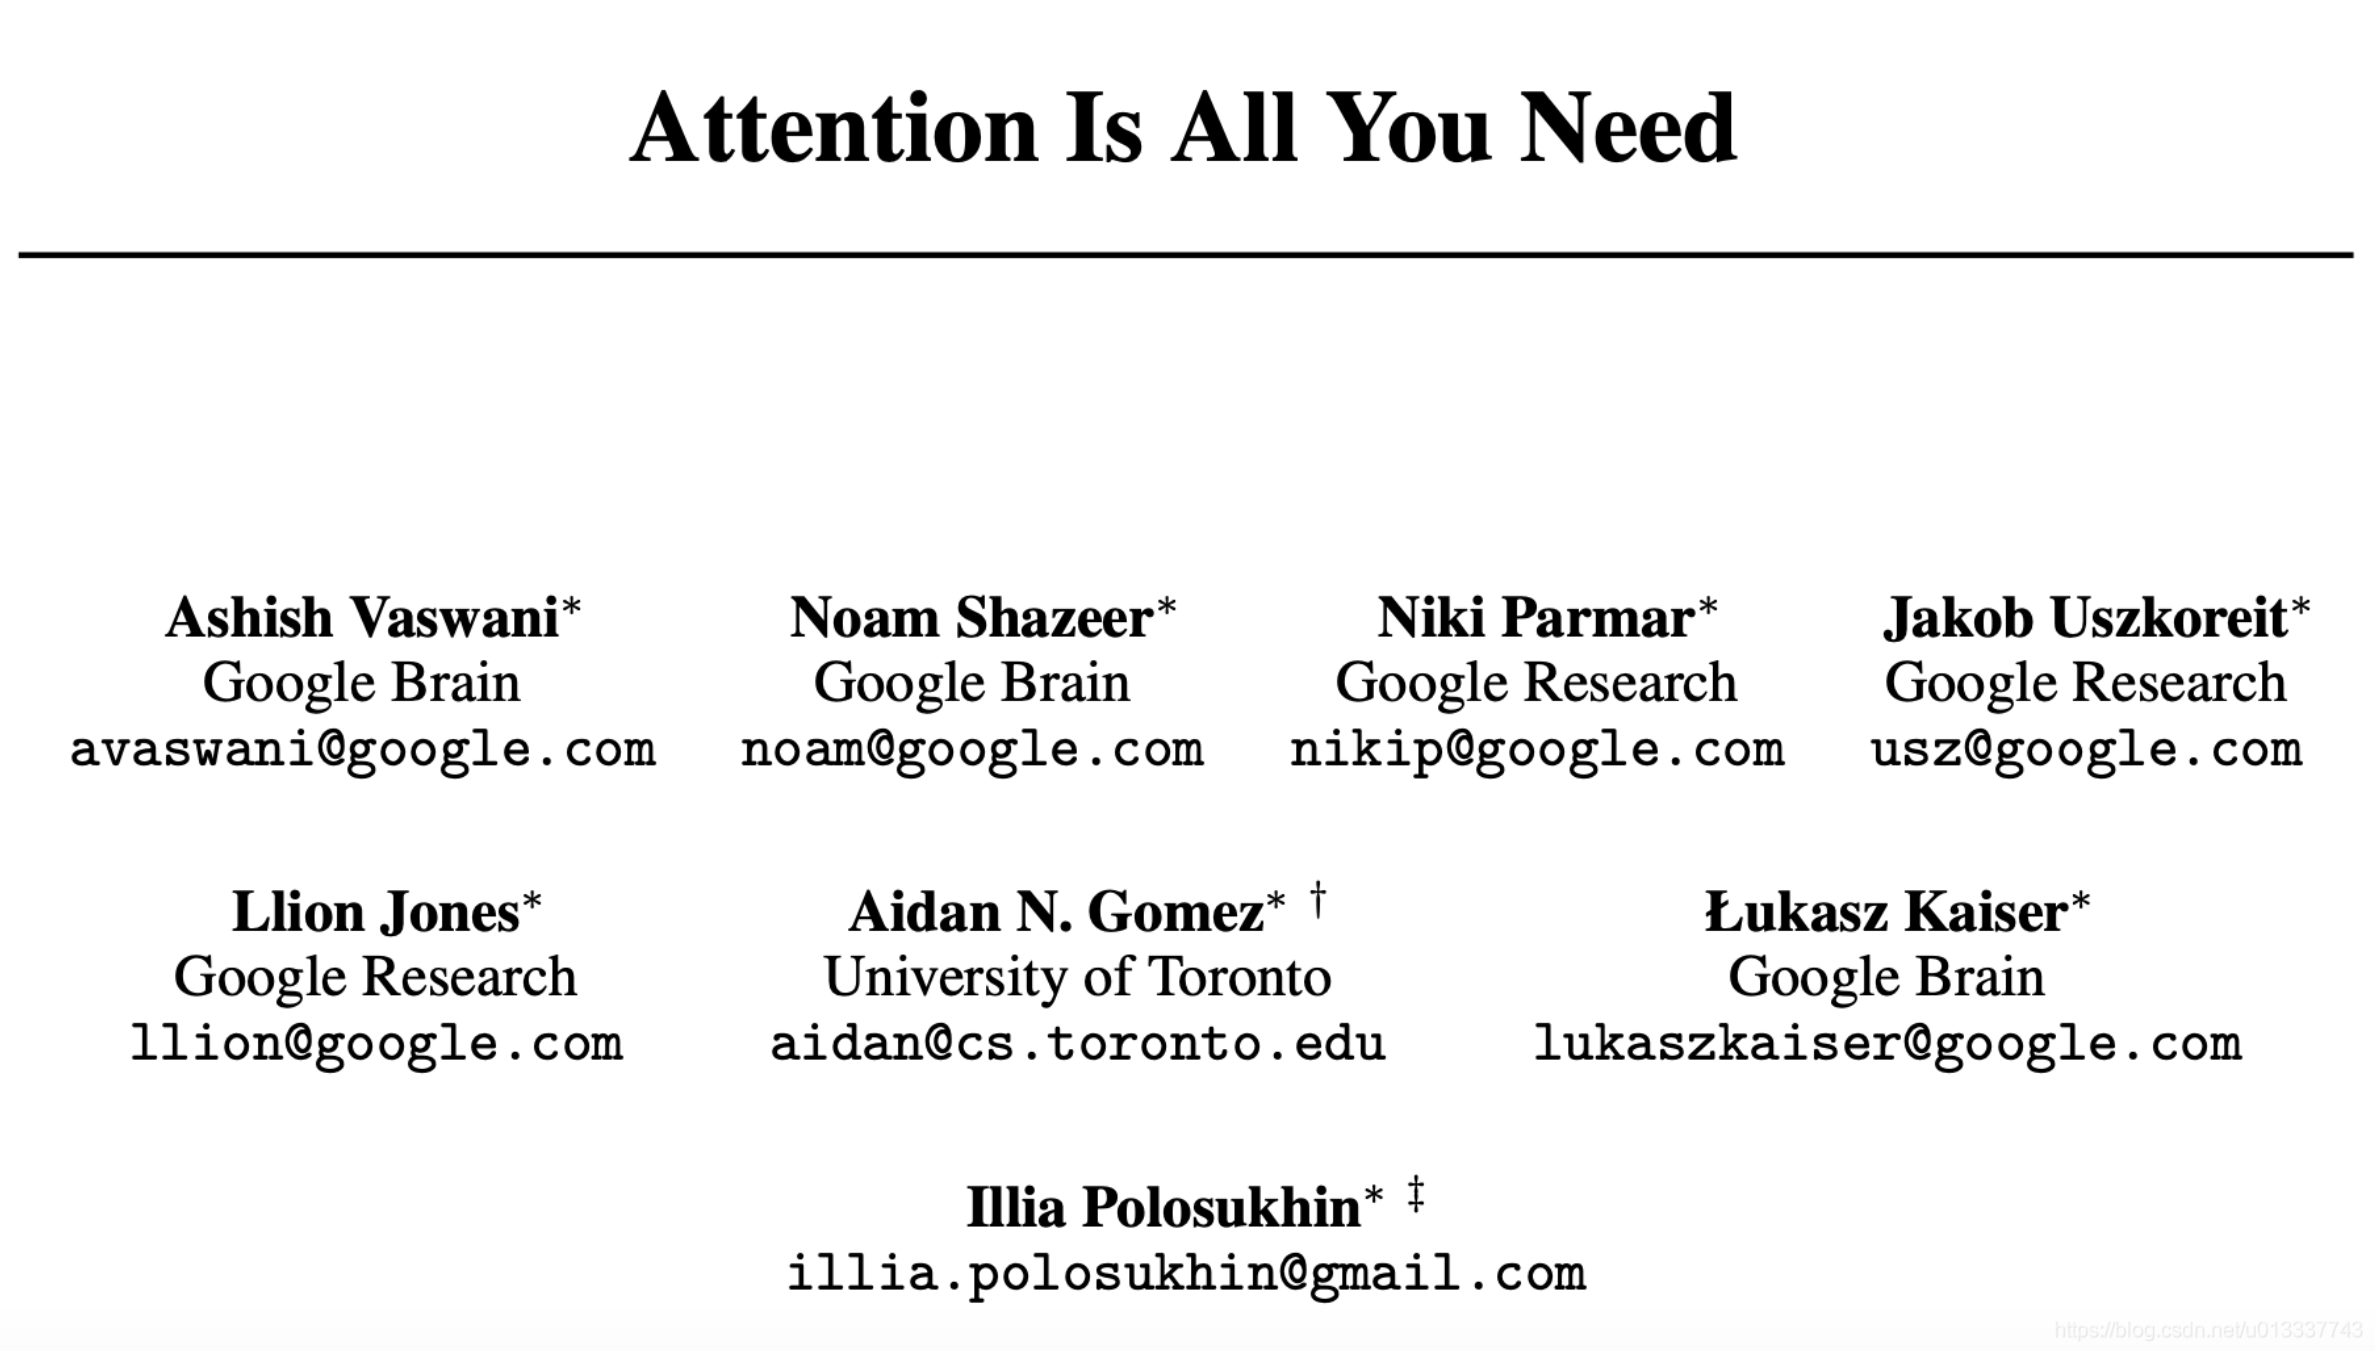 Attention Is All You Need
Ashish Vaswani* Noam Shazeer* Niki Parmar* Jakob Uszkoreit*
Google Brain Google Brain Google Research Google Research
avaswani@google.com noam@google.com nikip@google.com usz@google.com
Llion Jones* Aidan N. Gomez* † Łukasz Kaiser*
Google Research University of Toronto Google Brain
llion@google.com aidan@cs.toronto.edu lukaszkaiser@google.com
Illia Polosukhin* ‡
illia.polosukhin@gmail.com
https://blog.csdn.net/u013337743